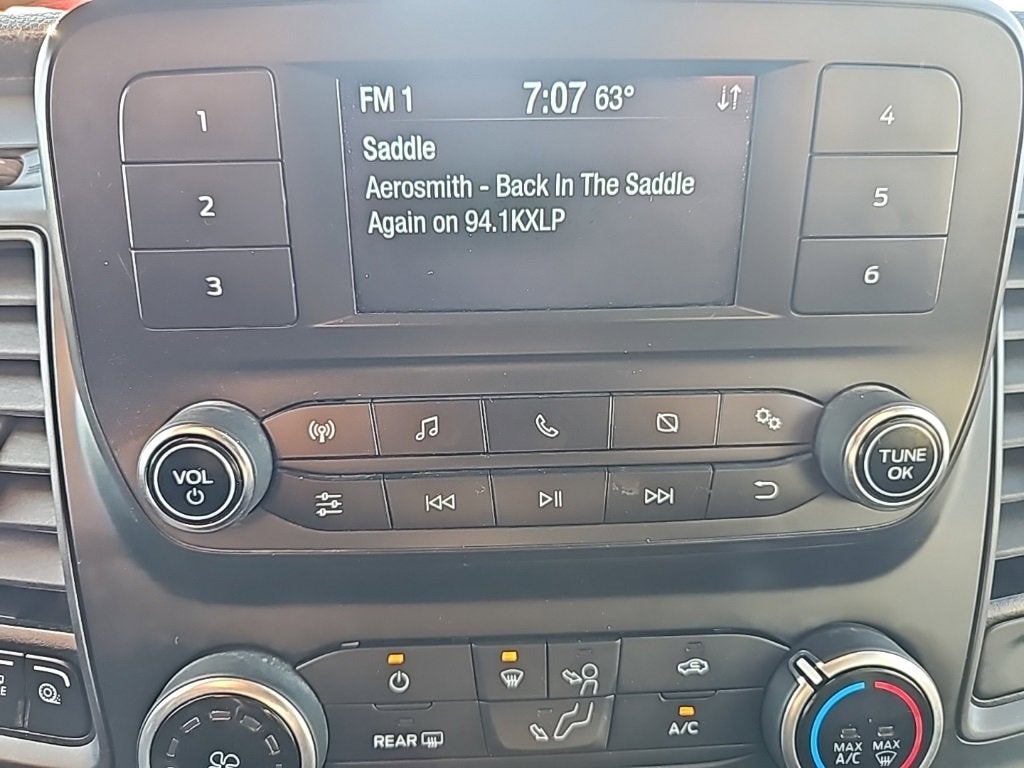 FM 1 7:07 63°
Saddle
Aerosmith - Back In The Saddle
Again on 94.1KXLP
1
2
3
4
5
6
VOL
TUNE
OK
REAR
A/C
MAX
A/C
MAX